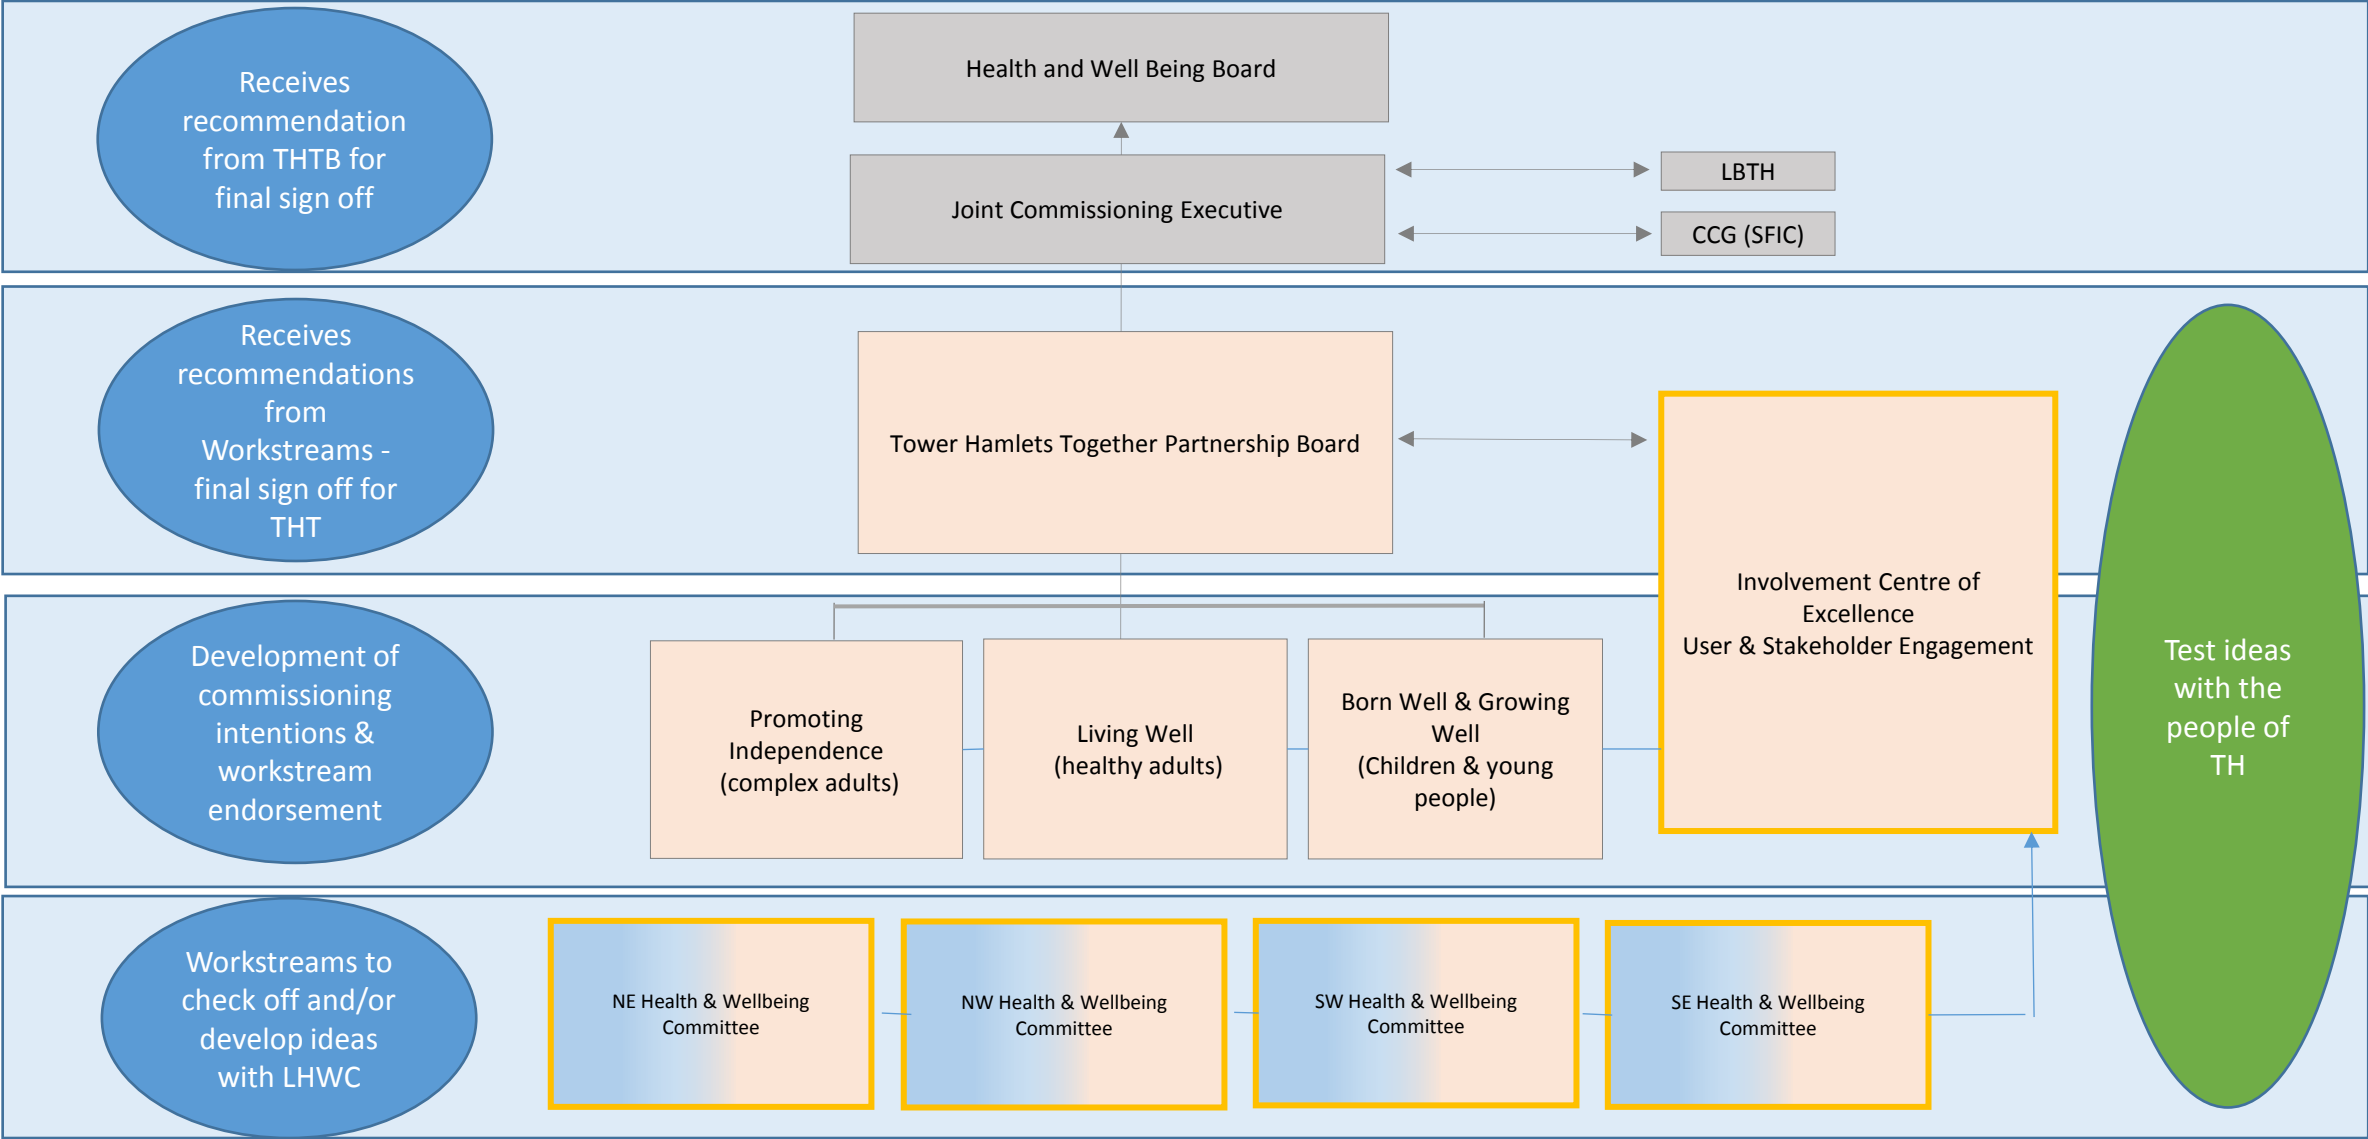 Receives
recommendation
from THTB for
final sign off
Health and Well Being Board
Joint Commissioning Executive
LBTH
CCG (SFIC)
Receives
recommendations
from
Workstreams -
final sign off for
THT
Tower Hamlets Together Partnership Board
Involvement Centre of
Excellence
User & Stakeholder Engagement
Test ideas
with the
people of
TH
Development of
commissioning
intentions &
workstream
endorsement
Promoting
Independence
(complex adults)
Living Well
(healthy adults)
Born Well & Growing
Well
(Children & young
people)
Workstreams to
check off and/or
develop ideas
with LHWC
NE Health & Wellbeing
Committee
NW Health & Wellbeing
Committee
SW Health & Wellbeing
Committee
SE Health & Wellbeing
Committee